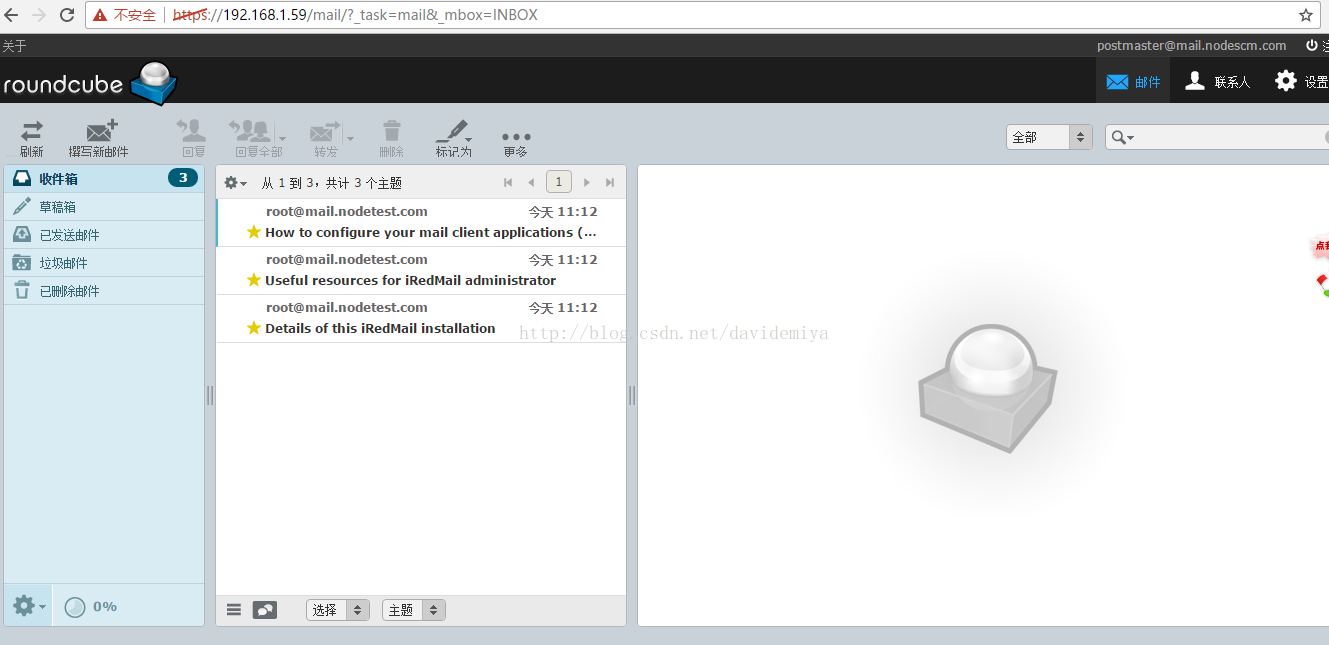 不安全 https://192.168.1.59/mail/?_task=mail&_mbox=INBOX
关于 postmaster@mail.nodescm.com
roundcube 邮件 联系人 设置
刷新 撰写新邮件 回复 回复全部 转发 删除 标记为 更多 全部
收件箱 3
草稿箱
已发送邮件
垃圾邮件
已删除邮件
从 1 到 3，共计 3 个主题 1
root@mail.nodetest.com 今天 11:12
How to configure your mail client applications (...
root@mail.nodetest.com 今天 11:12
Useful resources for iRedMail administrator
root@mail.nodetest.com 今天 11:12
Details of this iRedMail installation
http://blog.csdn.net/davidemiya
0%
选择 主题